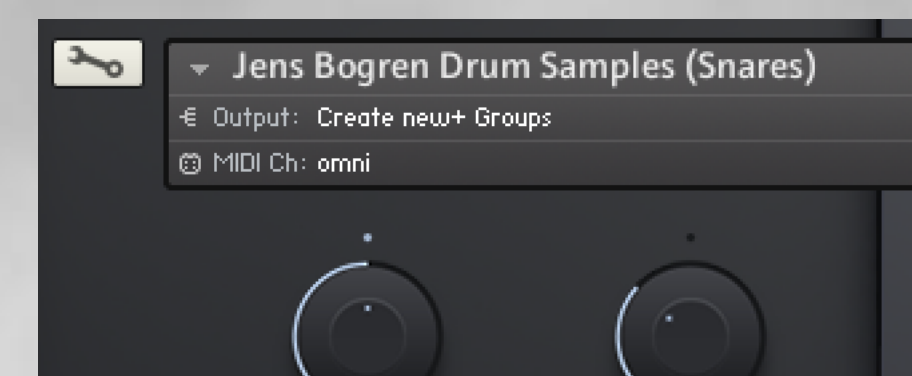 Jens Bogren Drum Samples (Snares)
Output: Create new+ Groups
MIDI Ch: omni